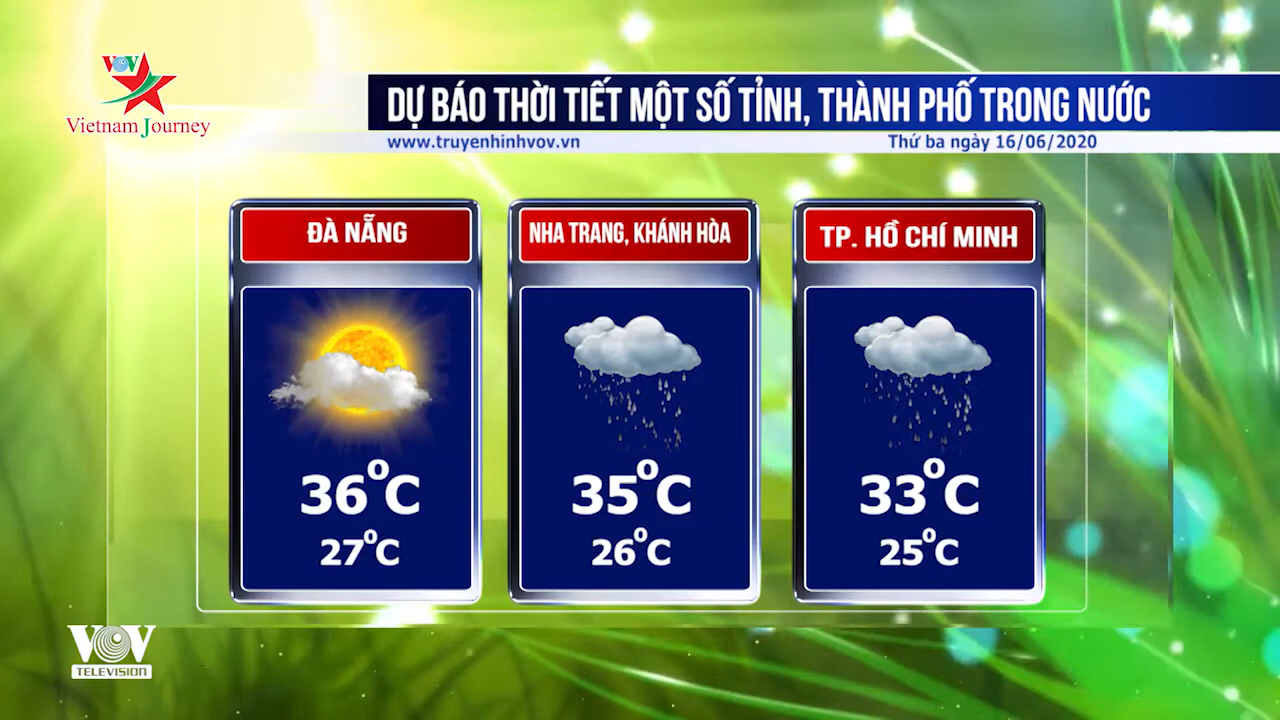 VOV
Vietnam Journey
DỰ BÁO THỜI TIẾT MỘT SỐ TỈNH, THÀNH PHỐ TRONG NƯỚC
www.truyenhinhvov.vn Thứ ba ngày 16/06/2020
ĐÀ NẴNG
36°C
27°C
NHA TRANG, KHÁNH HÒA
35°C
26°C
TP. HỒ CHÍ MINH
33°C
25°C
VOV
TELEVISION